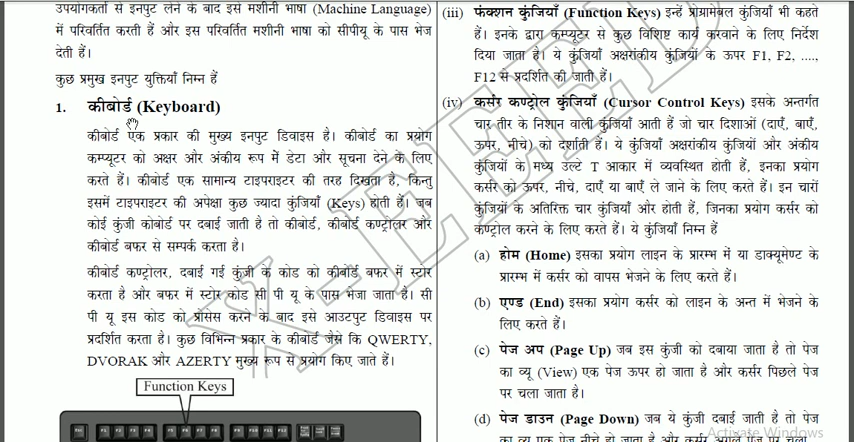 उपयोगकर्ता से इनपुट लेने के बाद इसे मशीनी भाषा (Machine Language)
में परिवर्तित करती हैं और इस परिवर्तित मशीनी भाषा को सीपीयू के पास भेज
देती हैं।
कुछ प्रमुख इनपुट युक्तियाँ निम्न हैं
1. कीबोर्ड (Keyboard)
कीबोर्ड एक प्रकार की मुख्य इनपुट डिवाइस है। कीबोर्ड का प्रयोग
कम्प्यूटर को अक्षर और अंकीय रूप में डेटा और सूचना देने के लिए
करते हैं। कीबोर्ड एक सामान्य टाइपराइटर की तरह दिखता है, किन्तु
इसमें टाइपराइटर की अपेक्षा कुछ ज्यादा कुंजियाँ (Keys) होती हैं। जब
कोई कुंजी कीबोर्ड पर दबाई जाती है तो कीबोर्ड, कीबोर्ड कण्ट्रोलर और
कीबोर्ड बफर से सम्पर्क करता है।
कीबोर्ड कण्ट्रोलर, दबाई गई कुंजी के कोड को कीबोर्ड बफर में स्टोर
करता है और बफर में स्टोर कोड सी पी यू के पास भेजा जाता है। सी
पी यू इस कोड को प्रोसेस करने के बाद इसे आउटपुट डिवाइस पर
प्रदर्शित करता है। कुछ विभिन्न प्रकार के कीबोर्ड जैसे कि QWERTY,
DVORAK और AZERTY मुख्य रूप से प्रयोग किए जाते हैं।
Function Keys
(iii) फंक्शन कुंजियाँ (Function Keys) इन्हें प्रोग्रामेबल कुंजियाँ भी कहते
हैं। इनके द्वारा कम्प्यूटर से कुछ विशिष्ट कार्य करवाने के लिए निर्देश
दिया जाता है। ये कुंजियाँ अक्षरांकीय कुंजियों के ऊपर F1, F2, ....,
F12 से प्रदर्शित की जाती हैं।
(iv) कर्सर कण्ट्रोल कुंजियाँ (Cursor Control Keys) इसके अन्तर्गत
चार तीर के निशान वाली कुंजियाँ आती हैं जो चार दिशाओं (दाएँ, बाएँ,
ऊपर, नीचे) को दर्शाती हैं। ये कुंजियाँ अक्षरांकीय कुंजियों और अंकीय
कुंजियों के मध्य उल्टे T आकार में व्यवस्थित होती हैं, इनका प्रयोग
कर्सर को ऊपर, नीचे, दाएँ या बाएँ ले जाने के लिए करते हैं। इन चारों
कुंजियों के अतिरिक्त चार कुंजियाँ और होती हैं, जिनका प्रयोग कर्सर को
कण्ट्रोल करने के लिए करते हैं। ये कुंजियाँ निम्न हैं
(a) होम (Home) इसका प्रयोग लाइन के प्रारम्भ में या डाक्यूमेण्ट के
प्रारम्भ में कर्सर को वापस भेजने के लिए करते हैं।
(b) एण्ड (End) इसका प्रयोग कर्सर को लाइन के अन्त में भेजने के
लिए करते हैं।
(c) पेज अप (Page Up) जब इस कुंजी को दबाया जाता है तो पेज
का व्यू (View) एक पेज ऊपर हो जाता है और कर्सर पिछले पेज
पर चला जाता है।
(d) पेज डाउन (Page Down) जब ये कुंजी दबाई जाती है तो पेज
का व्यू एक पेज नीचे हो जाता है और कर्सर अगले पेज पर चला
Activate Windows